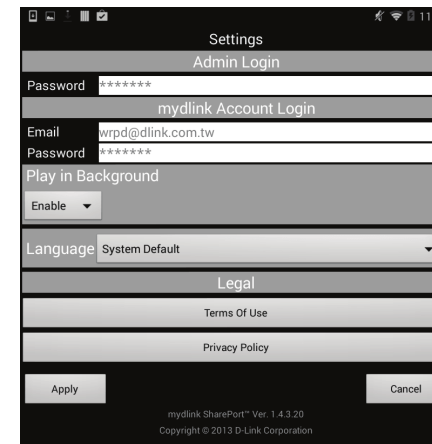 11
Settings
Admin Login
Password *******
mydlink Account Login
Email wrpd@dlink.com.tw
Password *******
Play in Background
Enable
Language System Default
Legal
Terms Of Use
Privacy Policy
Apply Cancel
mydlink SharePort™ Ver. 1.4.3.20
Copyright © 2013 D-Link Corporation